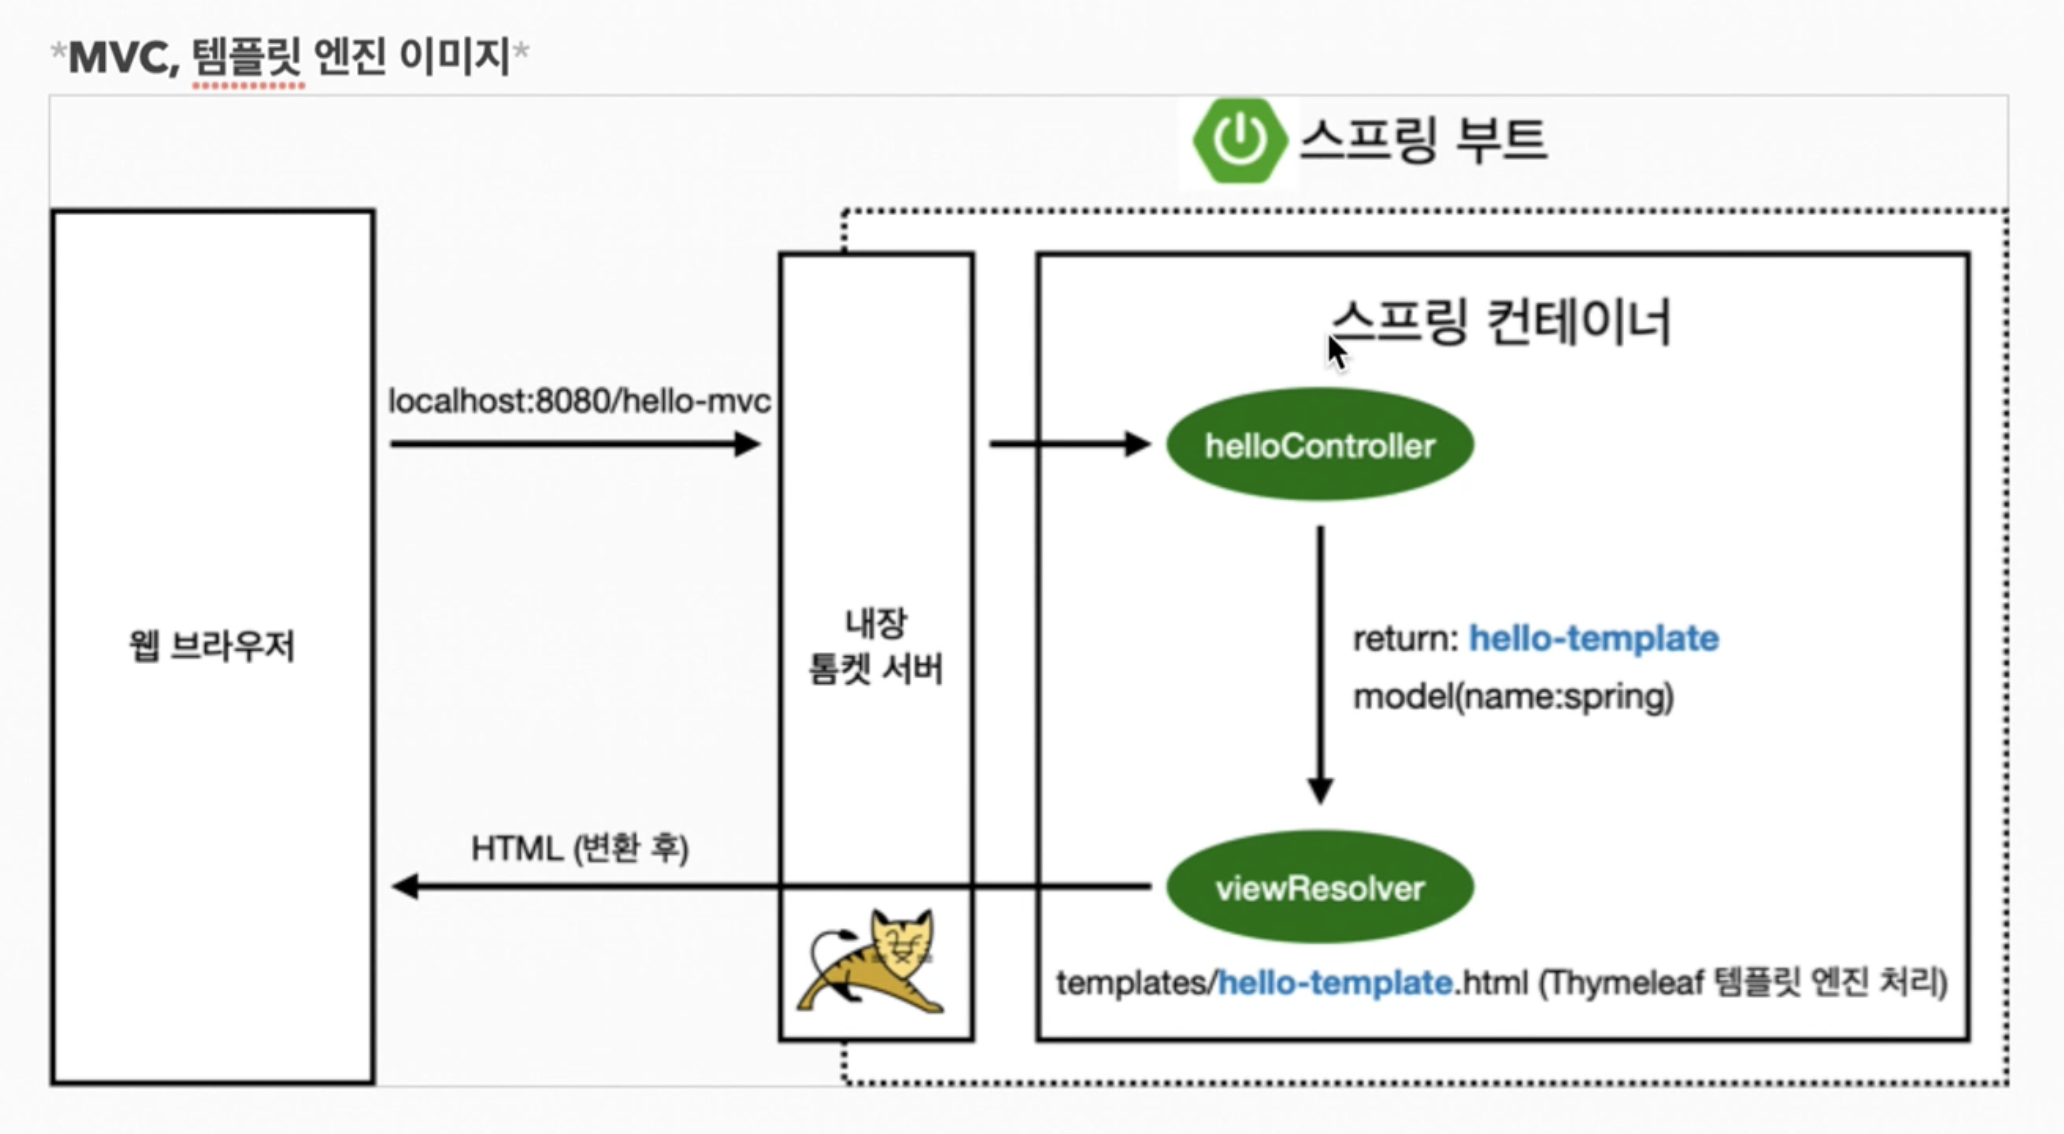 *MVC, 템플릿 엔진 이미지*
스프링 부트
스프링 컨테이너
localhost:8080/hello-mvc
helloController
웹 브라우저
내장
톰켓 서버
return: hello-template
model(name:spring)
HTML (변환 후)
viewResolver
templates/hello-template.html (Thymeleaf 템플릿 엔진 처리)